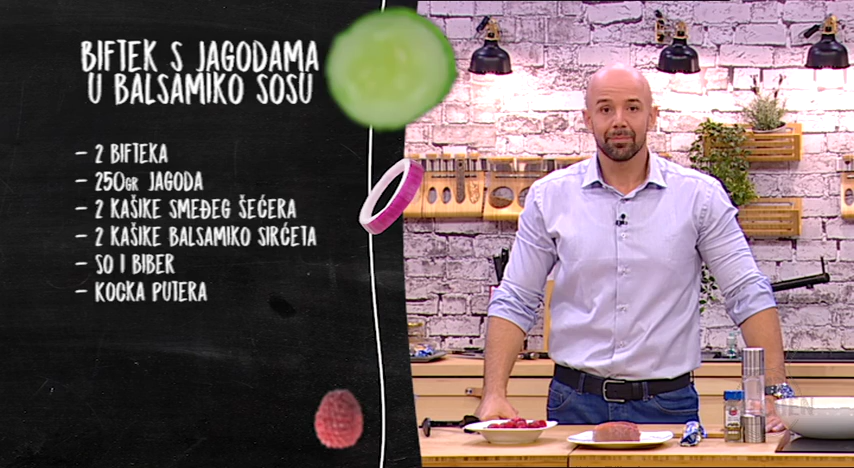 BIFTEK S JAGODAMA
U BALSAMIKO SOSU
- 2 BIFTEKA
- 250GR JAGODA
- 2 KAŠIKE SMEĐEG ŠEĆERA
- 2 KAŠIKE BALSAMIKO SIRĆETA
- SO I BIBER
- KOCKA PUTERA